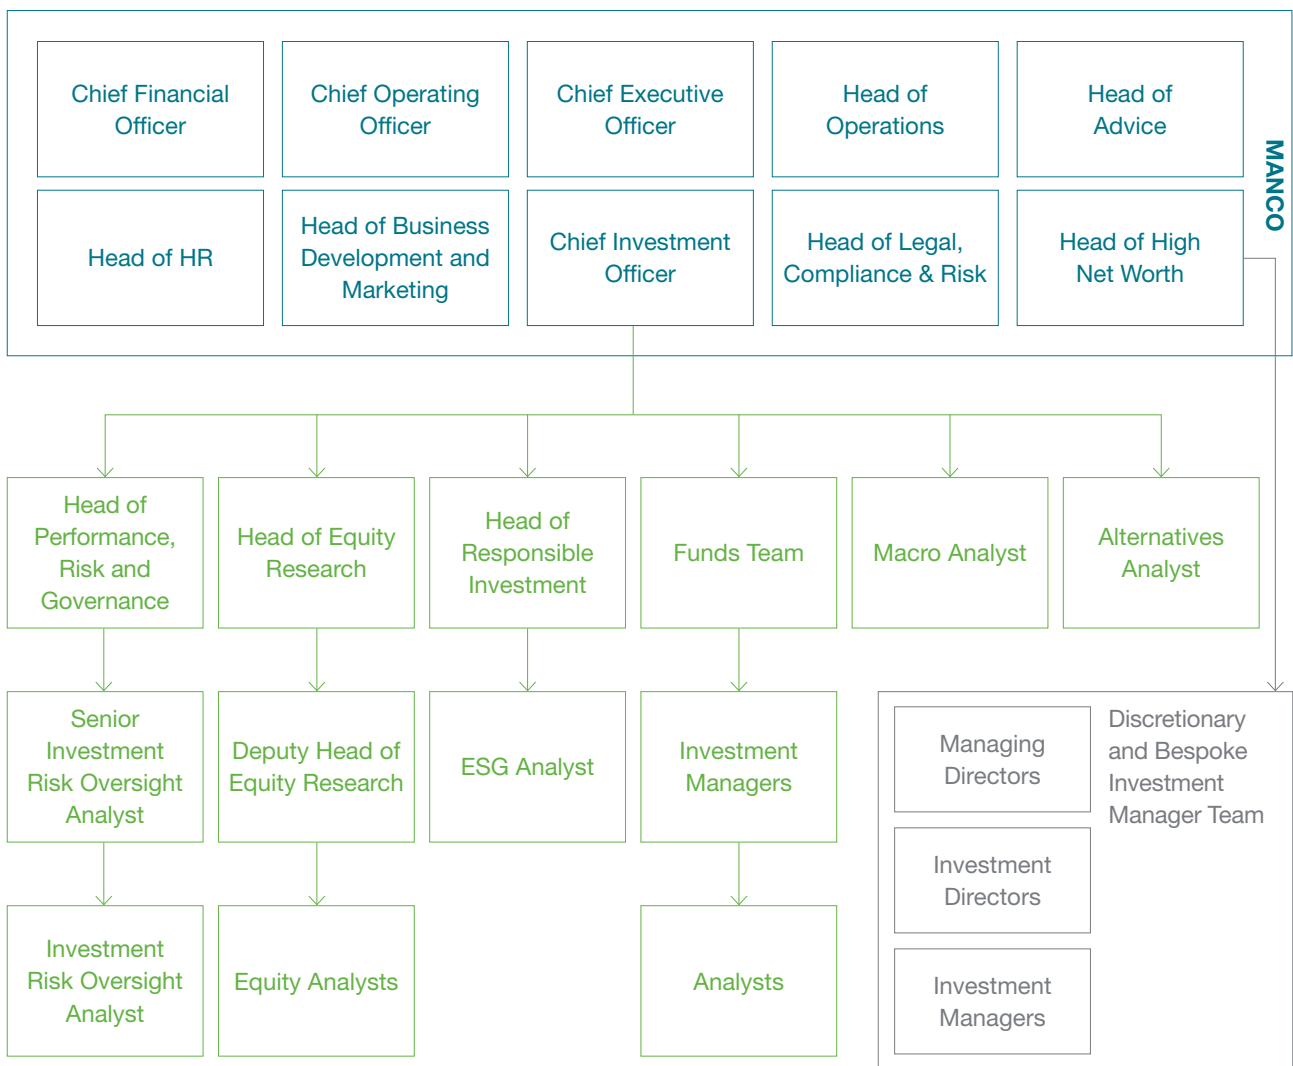 Chief Financial
Officer
Chief Operating
Officer
Chief Executive
Officer
Head of
Operations
Head of
Advice
MANCO
Head of HR
Head of Business
Development and
Marketing
Chief Investment
Officer
Head of Legal,
Compliance & Risk
Head of High
Net Worth
Head of
Performance,
Risk and
Governance
Head of Equity
Research
Head of
Responsible
Investment
Funds Team
Macro Analyst
Alternatives
Analyst
Senior
Investment
Risk Oversight
Analyst
Deputy Head of
Equity Research
ESG Analyst
Investment
Managers
Managing
Directors
Discretionary
and Bespoke
Investment
Manager Team
Investment
Directors
Investment
Risk Oversight
Analyst
Equity Analysts
Analysts
Investment
Managers